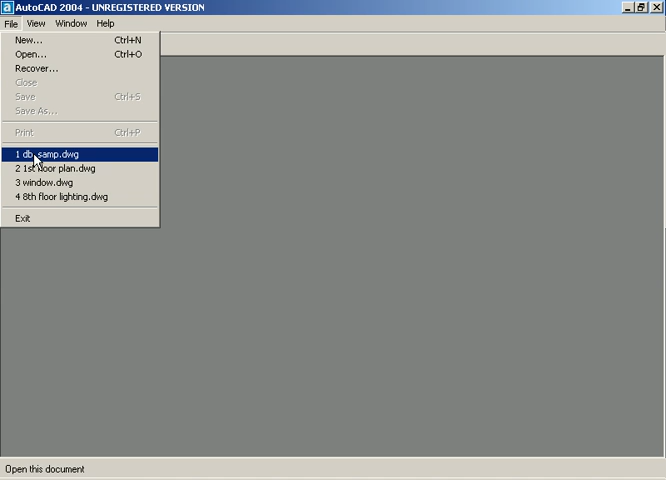 AutoCAD 2004 - UNREGISTERED VERSION
File View Window Help
New... Ctrl+N
Open... Ctrl+O
Recover...
Close
Save Ctrl+S
Save As...
Print Ctrl+P
1 db_samp.dwg
2 1st floor plan.dwg
3 window.dwg
4 8th floor lighting.dwg
Exit
Open this document